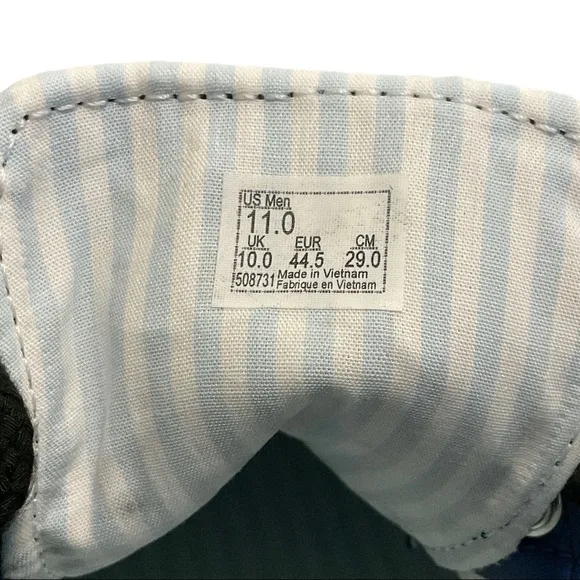 US Men
11.0
UK EUR CM
10.0 44.5 29.0
508731 Made in Vietnam
Fabrique en Vietnam